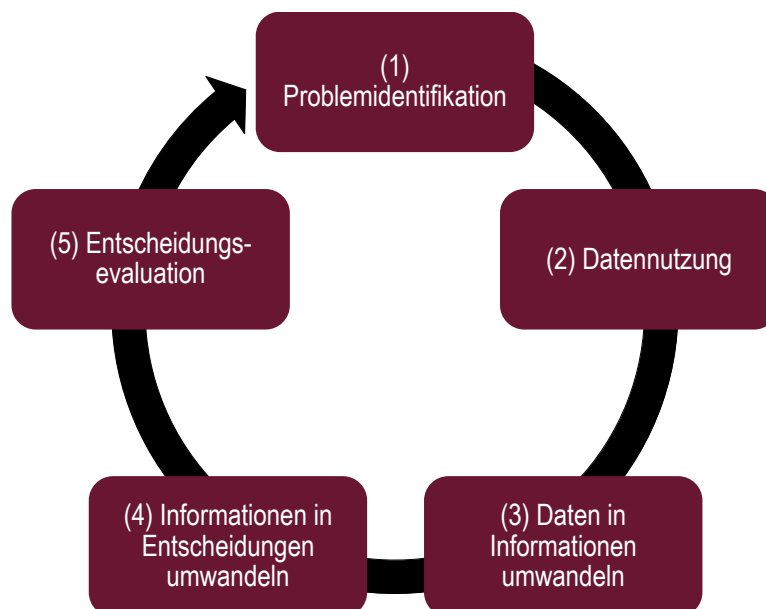 (1)
Problemidentifikation
(2) Datennutzung
(3) Daten in
Informationen
umwandeln
(4) Informationen in
Entscheidungen
umwandeln
(5) Entscheidungs-
evaluation